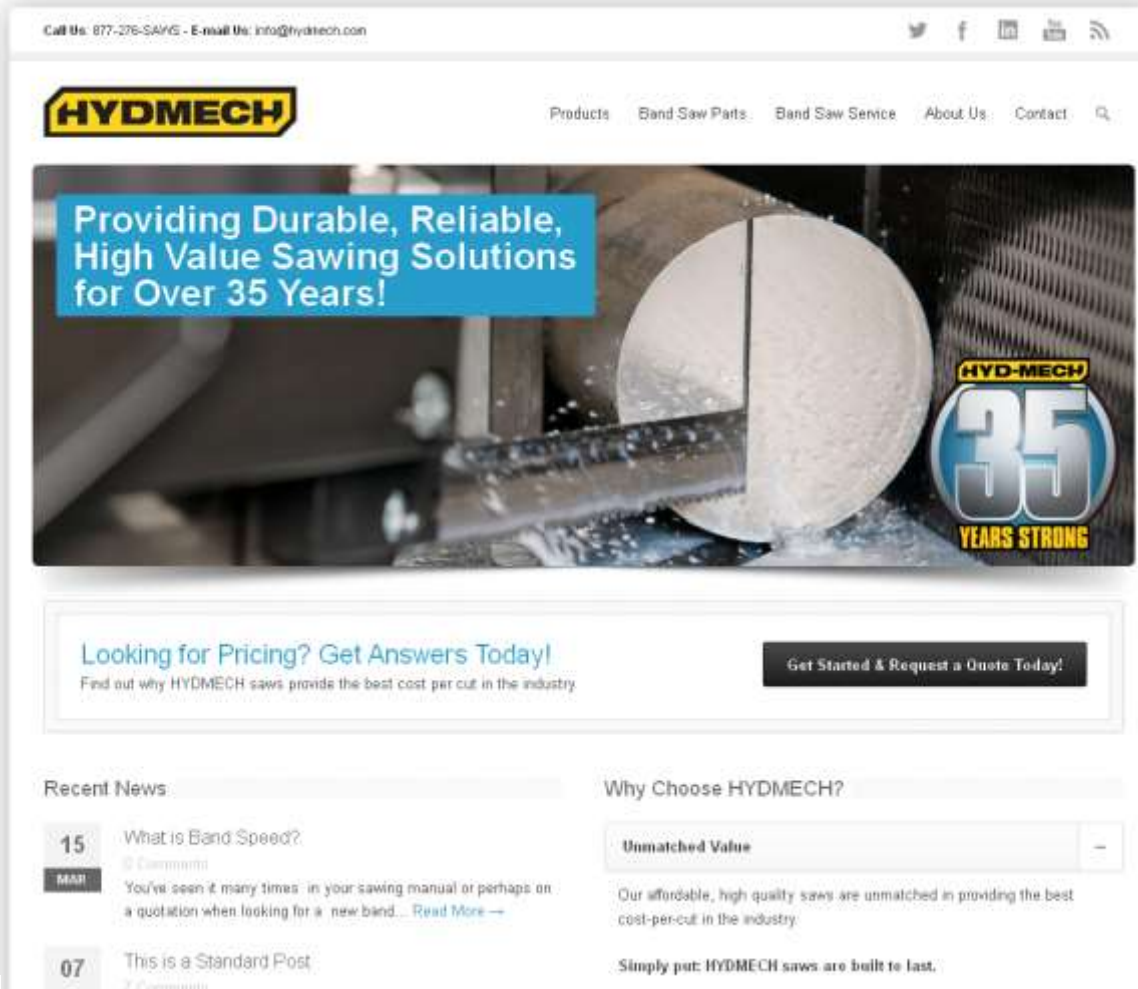 Call Us: 877-276-SAWS - E-mail Us: info@hydmech.com
HYDMECH
Products Band Saw Parts Band Saw Service About Us Contact
Providing Durable, Reliable,
High Value Sawing Solutions
for Over 35 Years!
HYD-MECH
35
YEARS STRONG
Looking for Pricing? Get Answers Today!
Find out why HYDMECH saws provide the best cost per cut in the industry
Get Started & Request a Quote Today!
Recent News
15
MAR
What is Band Speed?
0 Comments
You've seen it many times in your sawing manual or perhaps on
a quotation when looking for a new band... Read More →
07
This is a Standard Post
7 Comments
Why Choose HYDMECH?
Unmatched Value
Our affordable, high quality saws are unmatched in providing the best
cost-per-cut in the industry.
Simply put: HYDMECH saws are built to last.